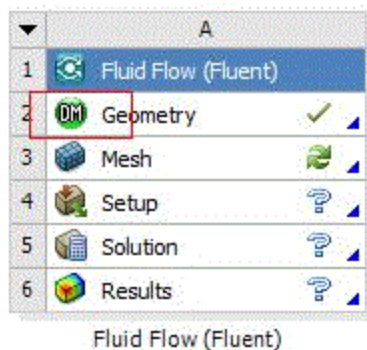 A
1 Fluid Flow (Fluent)
2 DM Geometry
3 Mesh
4 Setup ?
5 Solution ?
6 Results ?
Fluid Flow (Fluent)